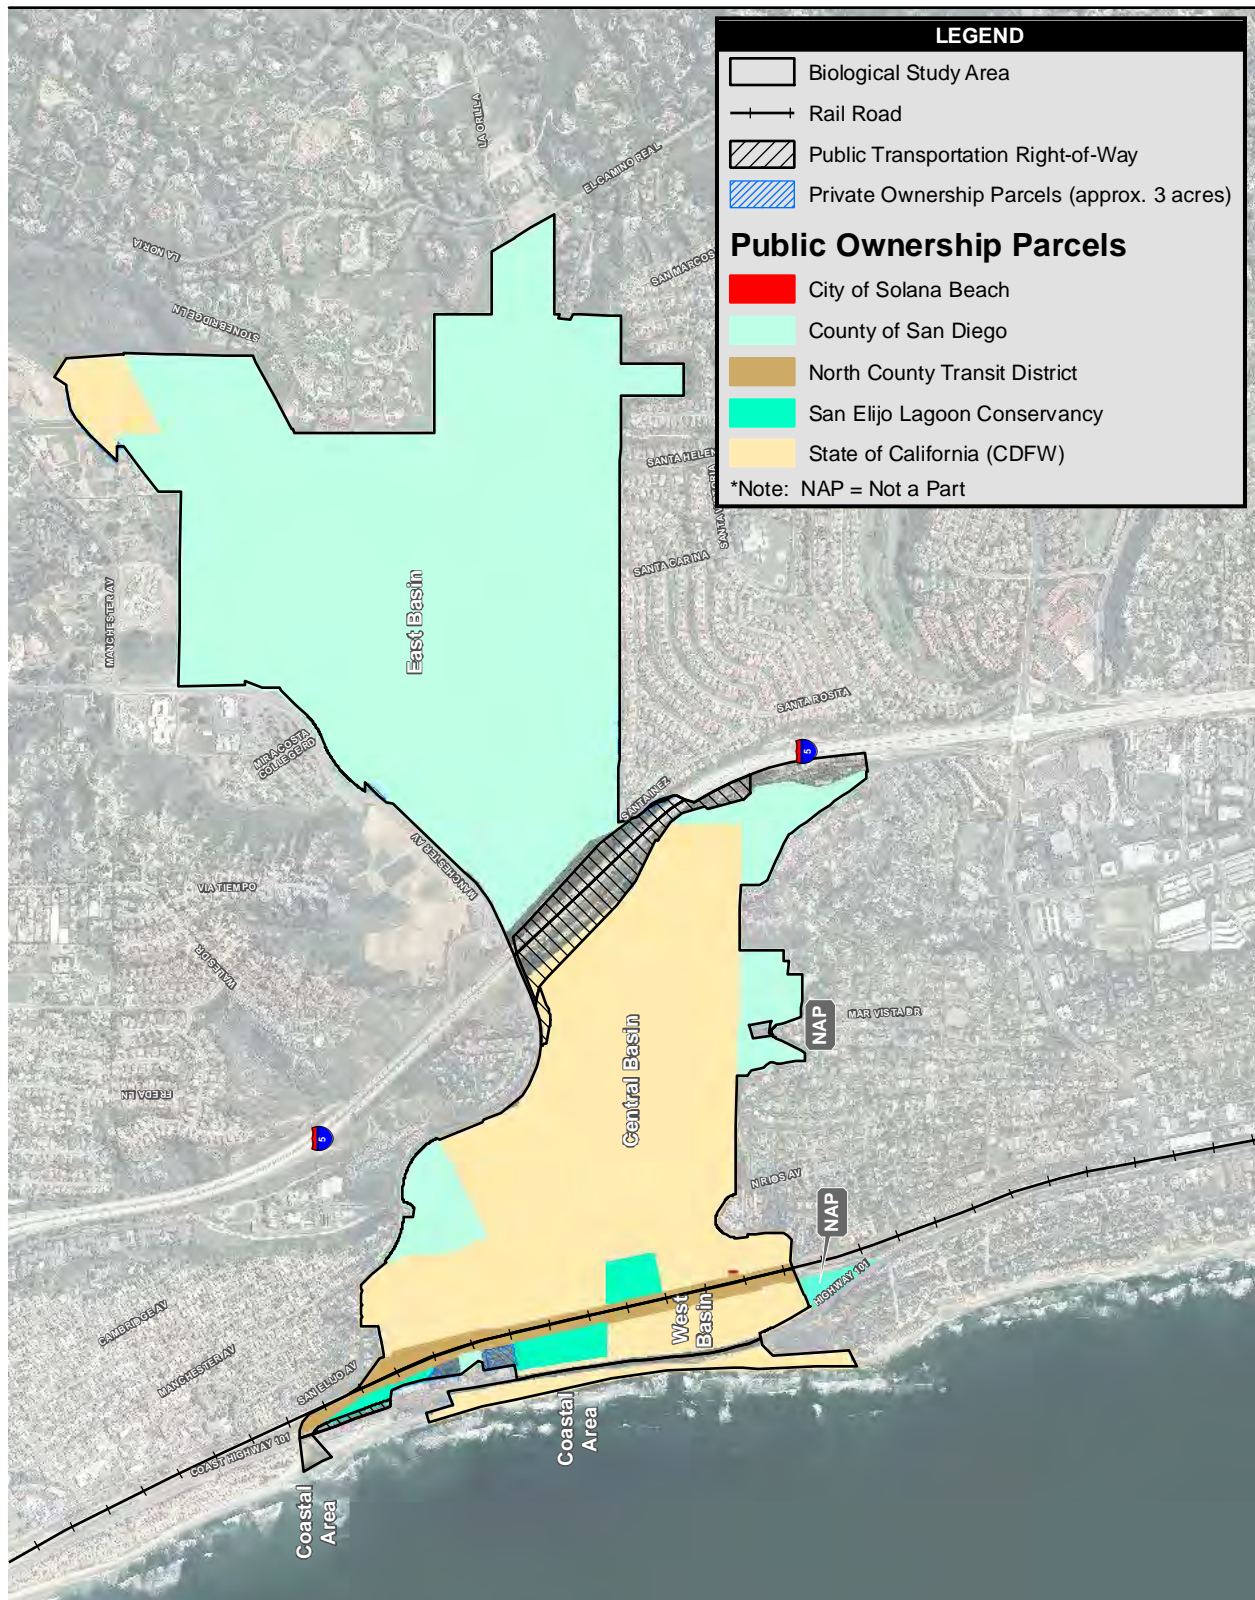 LEGEND
Biological Study Area
Rail Road
Public Transportation Right-of-Way
Private Ownership Parcels (approx. 3 acres)
Public Ownership Parcels
City of Solana Beach
County of San Diego
North County Transit District
San Elijo Lagoon Conservancy
State of California (CDFW)
*Note: NAP = Not a Part
LA ORILLA
EL CAMINO REAL
LA NORIA
SAN MARCOS
STONEBRIDGE LN
SANTA HELEN
SANTA
SANTA CARINA
MANCHESTER AV
East Basin
SANTA ROSITA
MIRA COSTA
COLLEGE RD
5
SANTA INEZ
MANCHESTER AV
VIA TIEMPO
WALES DR
Central Basin
NAP
MAR VISTA DR
FREDA LN
5
N RIOS AV
NAP
HIGHWAY 101
West
Basin
CAMBRIDGE AV
MANCHESTER AV
SAN ELIJO AV
Coastal
Area
COAST HIGHWAY 101
Coastal
Area